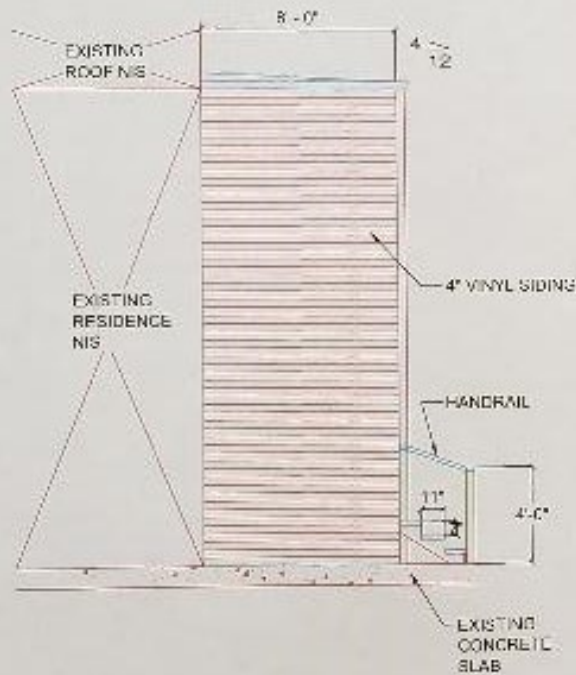 8'-0"
4
12
EXISTING
ROOF NIS
4" VINYL SIDING
EXISTING
RESIDENCE
NIS
HANDRAIL
11"
4'-0"
EXISTING
CONCRETE
SLAB